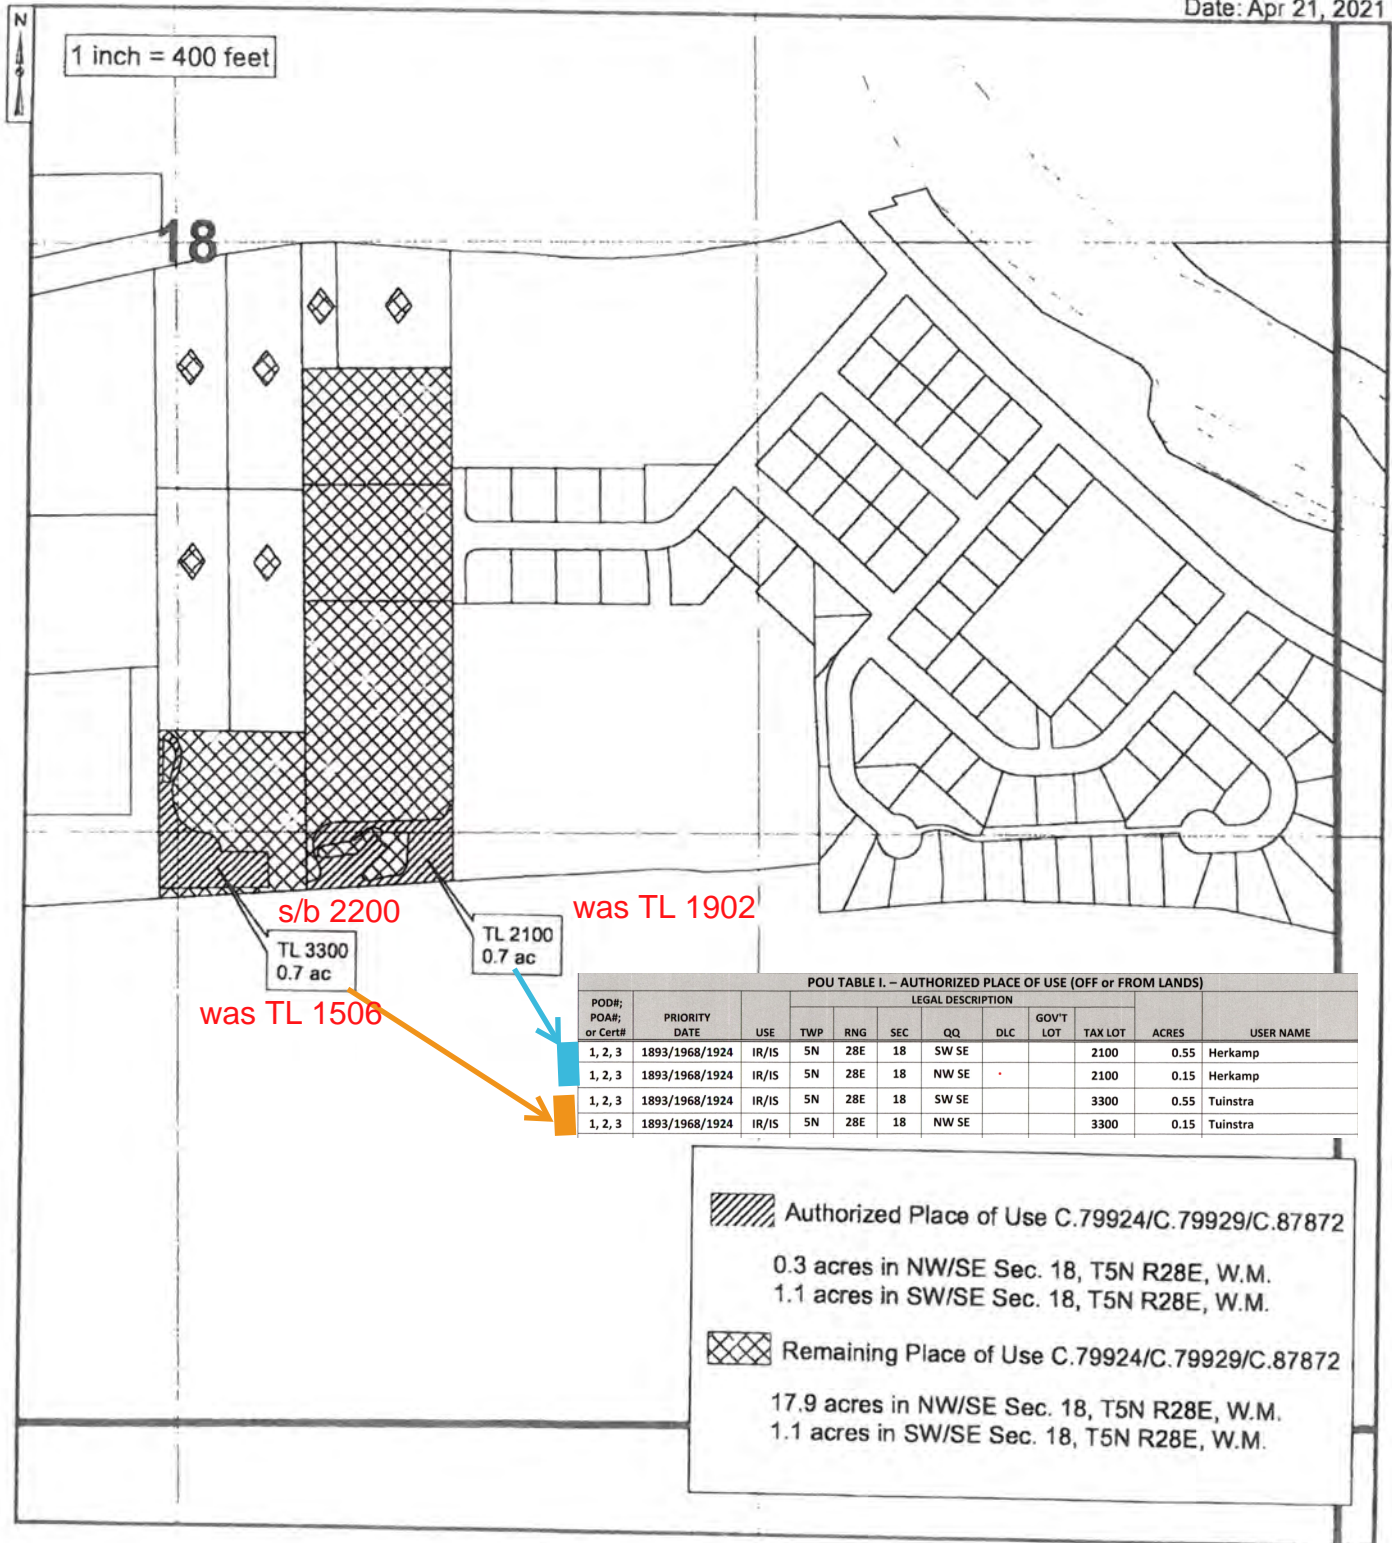 Date: Apr 21, 2021
N
1 inch = 400 feet
18
s/b 2200
was TL 1902
TL 3300
0.7 ac
TL 2100
0.7 ac
was TL 1506
POU TABLE I. – AUTHORIZED PLACE OF USE (OFF or FROM LANDS)
POD#; POA#; or Cert# PRIORITY DATE USE LEGAL DESCRIPTION TWP RNG SEC QQ DLC GOV'T LOT TAX LOT ACRES USER NAME
1, 2, 3 1893/1968/1924 IR/IS 5N 28E 18 SW SE 2100 0.55 Herkamp
1, 2, 3 1893/1968/1924 IR/IS 5N 28E 18 NW SE 2100 0.15 Herkamp
1, 2, 3 1893/1968/1924 IR/IS 5N 28E 18 SW SE 3300 0.55 Tuinstra
1, 2, 3 1893/1968/1924 IR/IS 5N 28E 18 NW SE 3300 0.15 Tuinstra
Authorized Place of Use C.79924/C.79929/C.87872
0.3 acres in NW/SE Sec. 18, T5N R28E, W.M.
1.1 acres in SW/SE Sec. 18, T5N R28E, W.M.
Remaining Place of Use C.79924/C.79929/C.87872
17.9 acres in NW/SE Sec. 18, T5N R28E, W.M.
1.1 acres in SW/SE Sec. 18, T5N R28E, W.M.